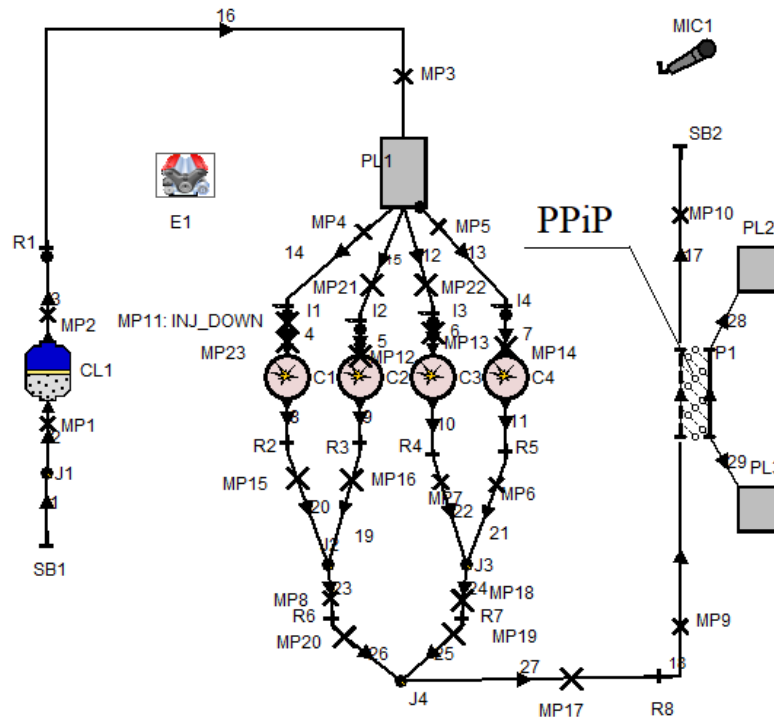 16
MIC1
MP3
SB2
PL1
E1
PPiP
MP4
MP5
MP10
R1
14
15
12
13
17
PL2
3
MP21
MP22
MP2
MP11: INJ_DOWN
I1
I2
I3
I4
28
4
5
6
7
MP23
MP12
MP13
MP14
P1
CL1
C1
C2
C3
C4
MP1
8
9
10
11
2
R2
R3
R4
R5
29
J1
MP15
MP16
MP7
MP6
PL3
1
20
19
22
21
SB1
J2
J3
23
24
MP8
MP18
R6
R7
MP9
MP20
MP19
26
25
27
18
J4
MP17
R8